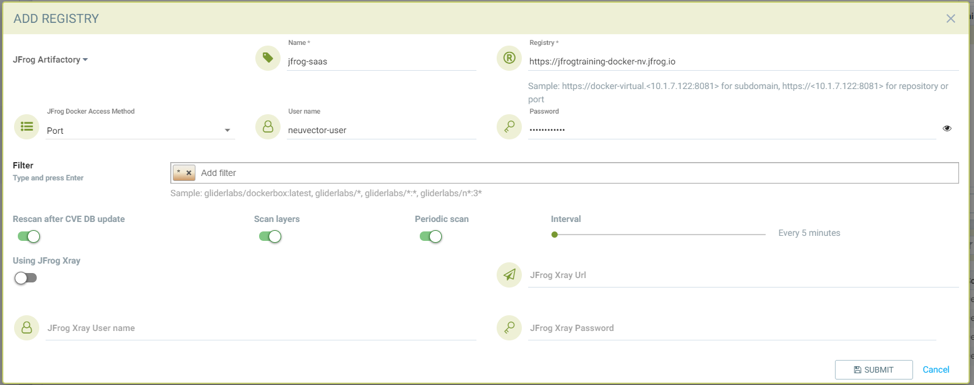 ADD REGISTRY
JFrog Artifactory
Name *
jfrog-saas
Registry *
https://jfrogtraining-docker-nv.jfrog.io
Sample: https://docker-virtual.<10.1.7.122:8081> for subdomain, https://<10.1.7.122:8081> for repository or
port
JFrog Docker Access Method
Port
User name
neuvector-user
Password
••••••••••••
Filter
Type and press Enter
* ×
Add filter
Sample: gliderlabs/dockerbox:latest, gliderlabs/*, gliderlabs/*:*, gliderlabs/n*:3*
Rescan after CVE DB update
Scan layers
Periodic scan
Interval
Every 5 minutes
Using JFrog Xray
JFrog Xray Url
JFrog Xray User name
JFrog Xray Password
SUBMIT
Cancel